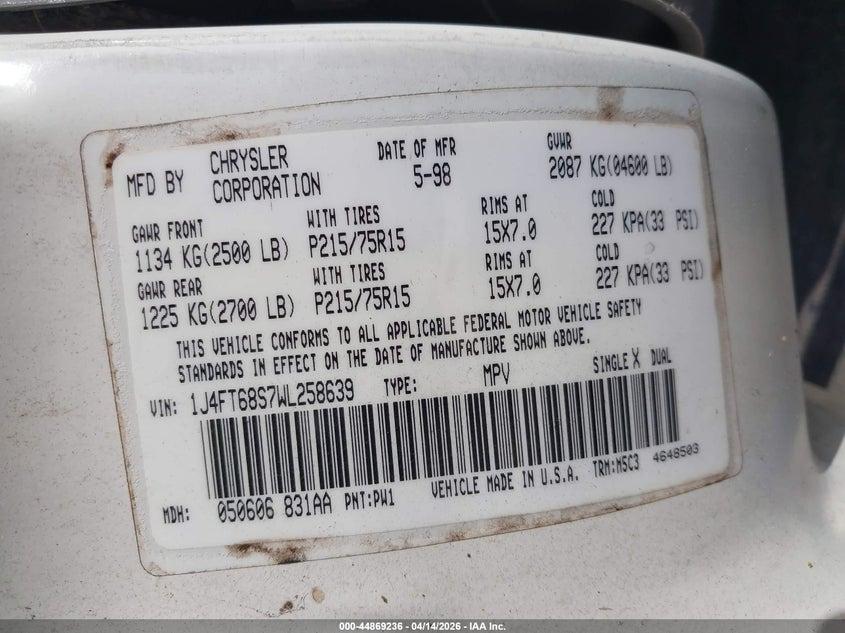 MFD BY CHRYSLER CORPORATION DATE OF MFR 5-98 GVWR 2087 KG(04600 LB)
GAWR FRONT WITH TIRES RIMS AT COLD
1134 KG(2500 LB) P215/75R15 15X7.0 227 KPA(33 PSI)
GAWR REAR WITH TIRES RIMS AT COLD
1225 KG(2700 LB) P215/75R15 15X7.0 227 KPA(33 PSI)
THIS VEHICLE CONFORMS TO ALL APPLICABLE FEDERAL MOTOR VEHICLE SAFETY
STANDARDS IN EFFECT ON THE DATE OF MANUFACTURE SHOWN ABOVE.
VIN: 1J4FT68S7WL258639 TYPE: MPV SINGLE X DUAL
MDH: 050606 831AA PNT:PW1 VEHICLE MADE IN U.S.A. TRM:MSC3 4648503
000-44869236 - 04/14/2026 - IAA Inc.